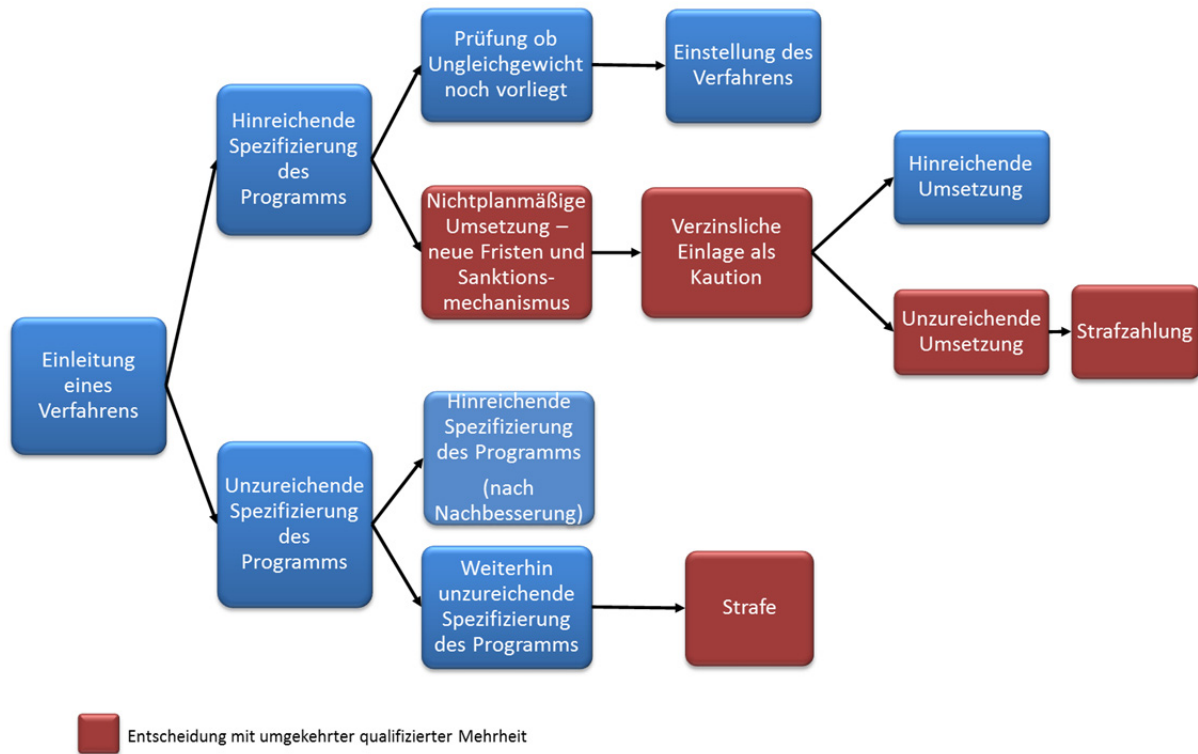 Prüfung ob
Ungleichgewicht
noch vorliegt
Einstellung des
Verfahrens
Hinreichende
Spezifizierung
des
Programms
Hinreichende
Umsetzung
Nichtplanmäßige
Umsetzung –
neue Fristen und
Sanktions-
mechanismus
Verzinsliche
Einlage als
Kaution
Unzureichende
Umsetzung
Strafzahlung
Einleitung
eines
Verfahrens
Hinreichende
Spezifizierung
des Programms
(nach
Nachbesserung)
Unzureichende
Spezifizierung
des
Programms
Weiterhin
unzureichende
Spezifizierung
des Programms
Strafe
Entscheidung mit umgekehrter qualifizierter Mehrheit